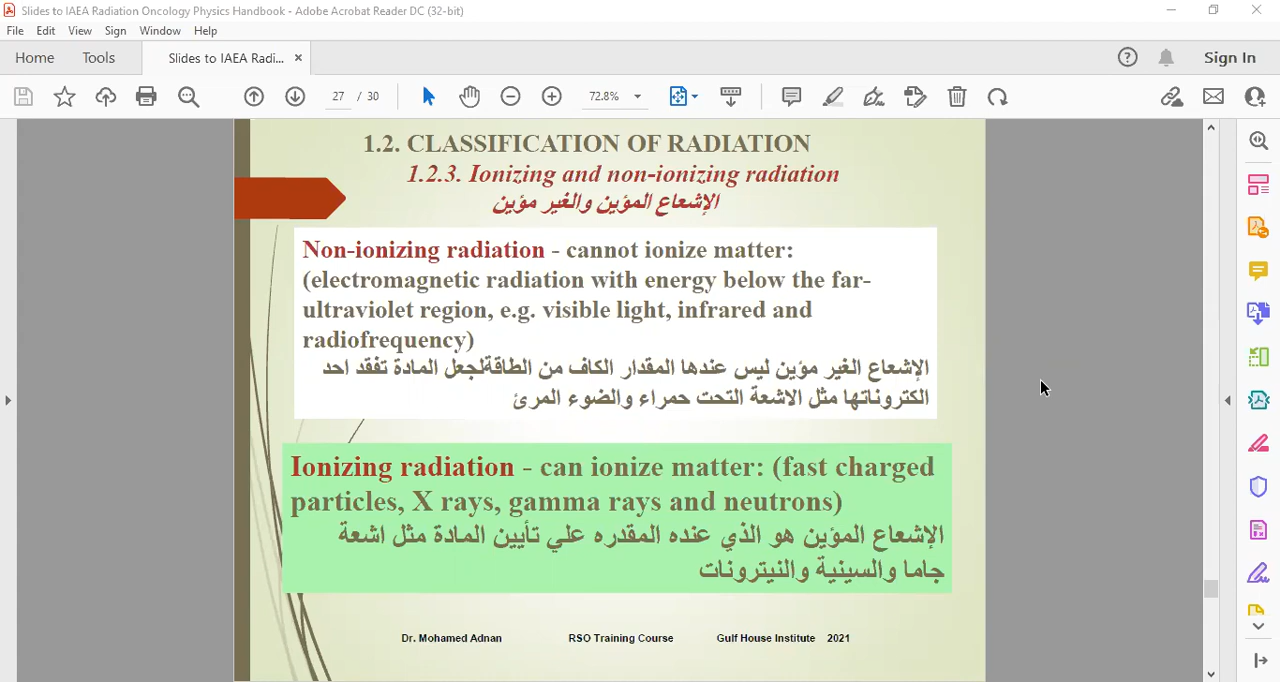 Slides to IAEA Radiation Oncology Physics Handbook - Adobe Acrobat Reader DC (32-bit)
File Edit View Sign Window Help
Home Tools Slides to IAEA Radi... × Sign In
27 / 30 72.8%
1.2. CLASSIFICATION OF RADIATION
1.2.3. Ionizing and non-ionizing radiation
الإشعاع المؤين والغير مؤين
Non-ionizing radiation - cannot ionize matter:
(electromagnetic radiation with energy below the far-
ultraviolet region, e.g. visible light, infrared and
radiofrequency)
الإشعاع الغير مؤين ليس عندها المقدار الكاف من الطاقةلجعل المادة تفقد احد
الكتروناتها مثل الاشعة التحت حمراء والضوء المرئ
Ionizing radiation - can ionize matter: (fast charged
particles, X rays, gamma rays and neutrons)
الإشعاع المؤين هو الذي عنده المقدره علي تأيين المادة مثل اشعة
جاما والسينية والنيترونات
Dr. Mohamed Adnan RSO Training Course Gulf House Institute 2021